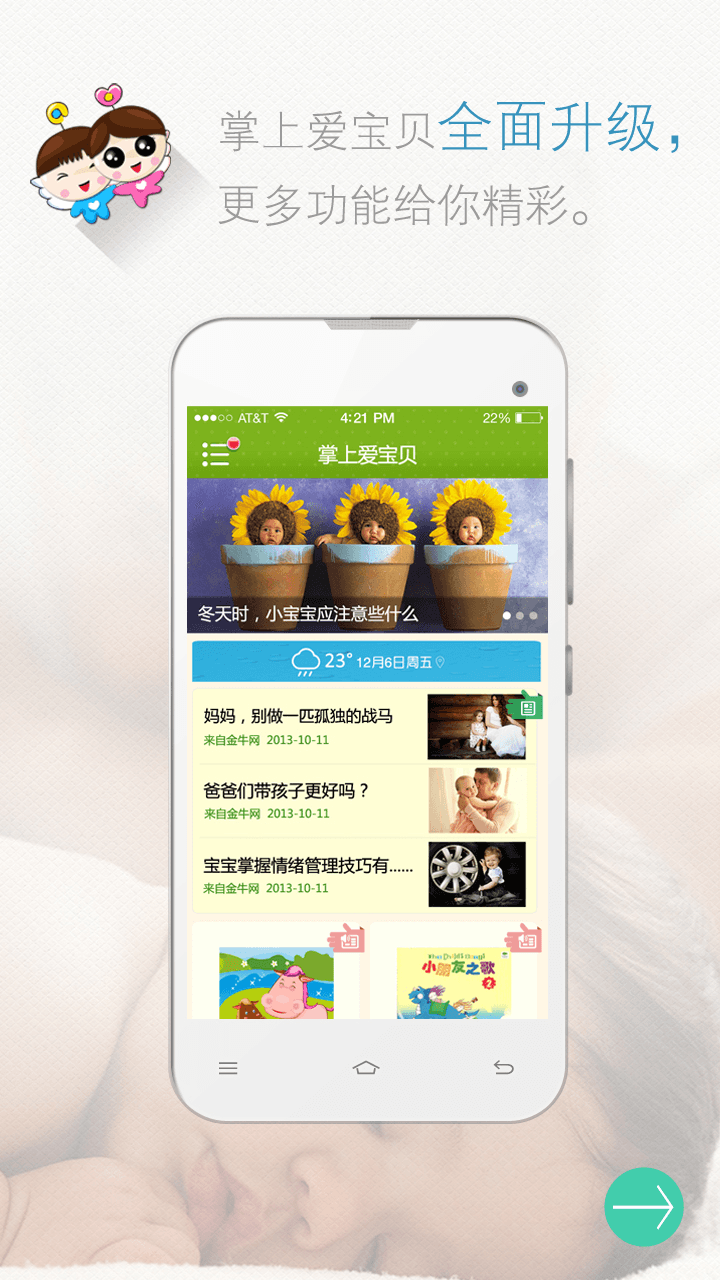 掌上爱宝贝全面升级，
更多功能给你精彩。
AT&T 4:21 PM 22%
掌上爱宝贝
冬天时，小宝宝应注意些什么
23° 12月6日周五
妈妈，别做一匹孤独的战马
来自金牛网 2013-10-11
爸爸们带孩子更好吗？
来自金牛网 2013-10-11
宝宝掌握情绪管理技巧有......
来自金牛网 2013-10-11
小朋友之歌
2